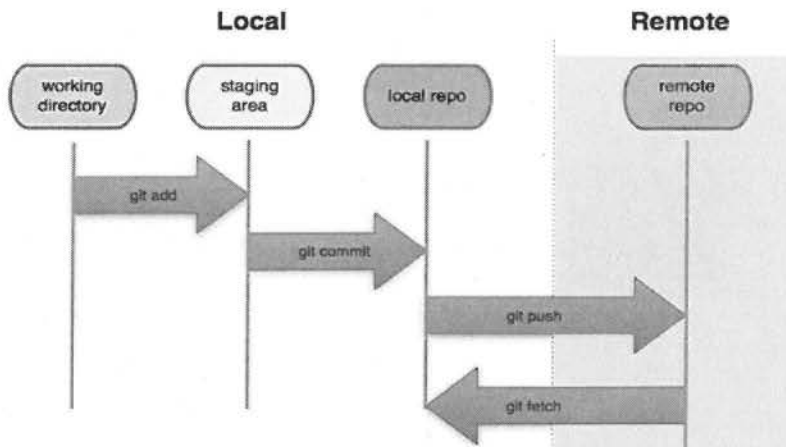 Local
Remote
working
directory
staging
area
local repo
remote
repo
git add
git commit
git push
git fetch